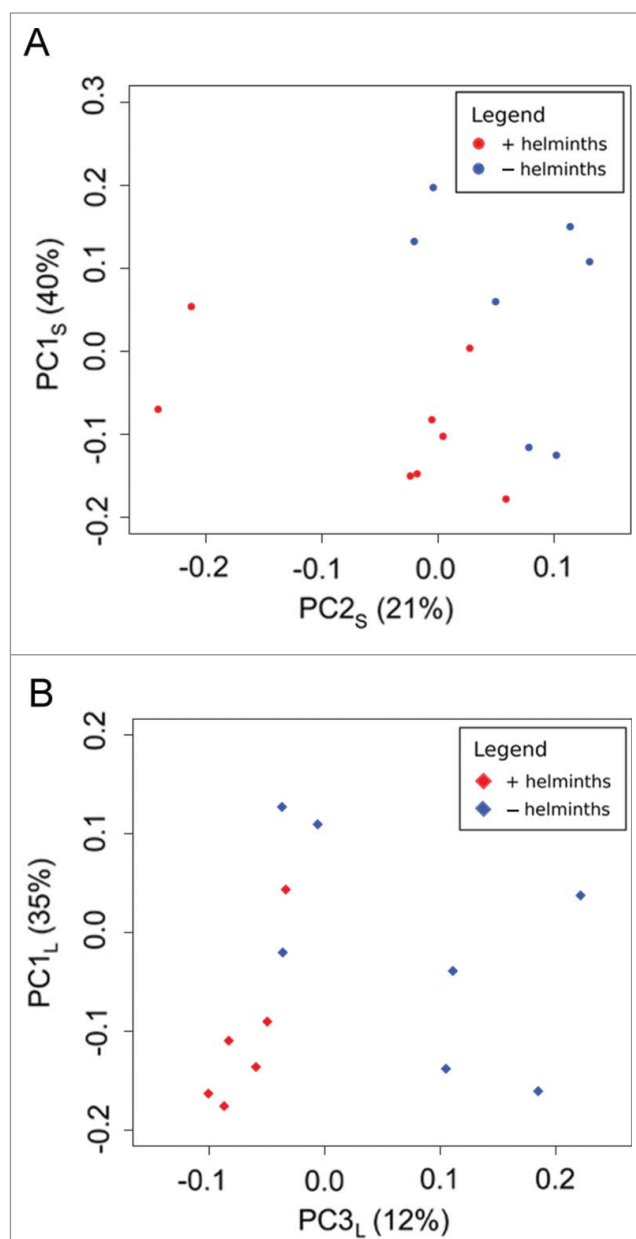 A
0.3
0.2
0.1
0.0
-0.1
-0.2
PC1S (40%)
Legend
+ helminths
− helminths
-0.2 -0.1 0.0 0.1
PC2S (21%)
B
0.2
0.1
0.0
-0.1
-0.2
PC1L (35%)
Legend
+ helminths
− helminths
-0.1 0.0 0.1 0.2
PC3L (12%)